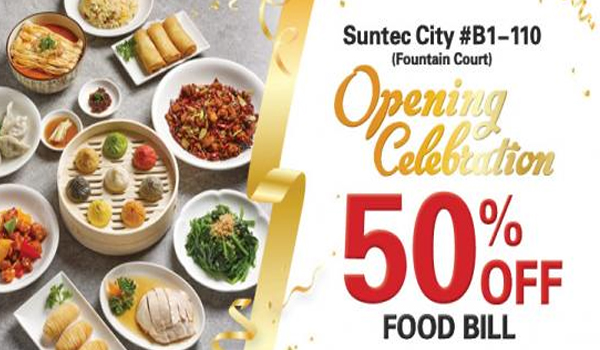 Suntec City #B1-110
(Fountain Court)
Opening
Celebration
50%
OFF
FOOD BILL